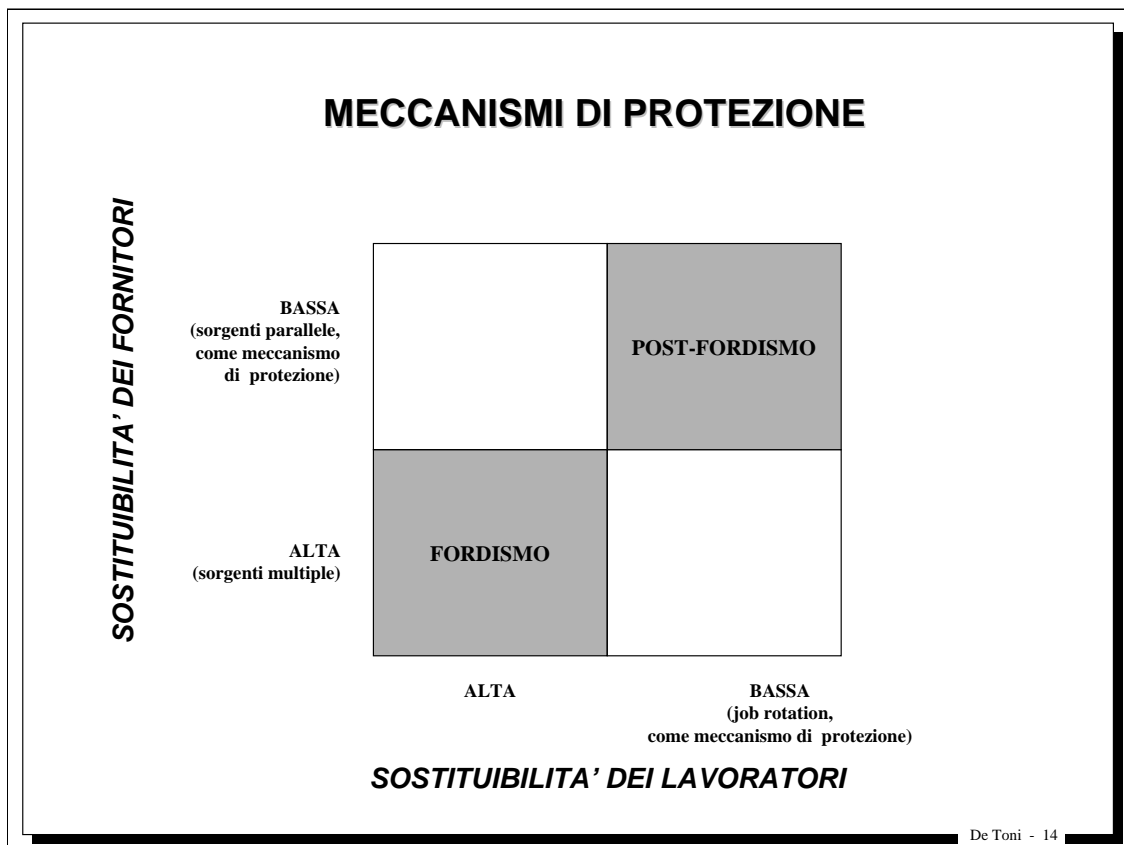 MECCANISMI DI PROTEZIONE
SOSTITUIBILITA’ DEI FORNITORI
BASSA
(sorgenti parallele,
come meccanismo
di protezione)
POST-FORDISMO
ALTA
(sorgenti multiple)
FORDISMO
ALTA
BASSA
(job rotation,
come meccanismo di protezione)
SOSTITUIBILITA’ DEI LAVORATORI
De Toni - 14